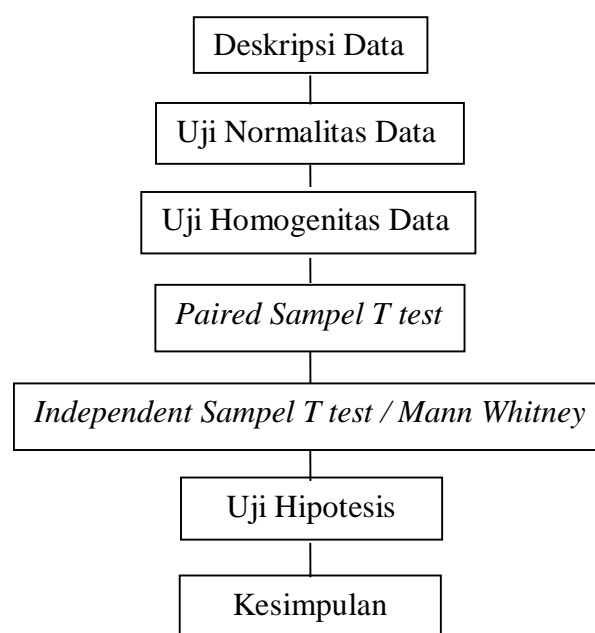 Deskripsi Data
Uji Normalitas Data
Uji Homogenitas Data
Paired Sampel T test
Independent Sampel T test / Mann Whitney
Uji Hipotesis
Kesimpulan